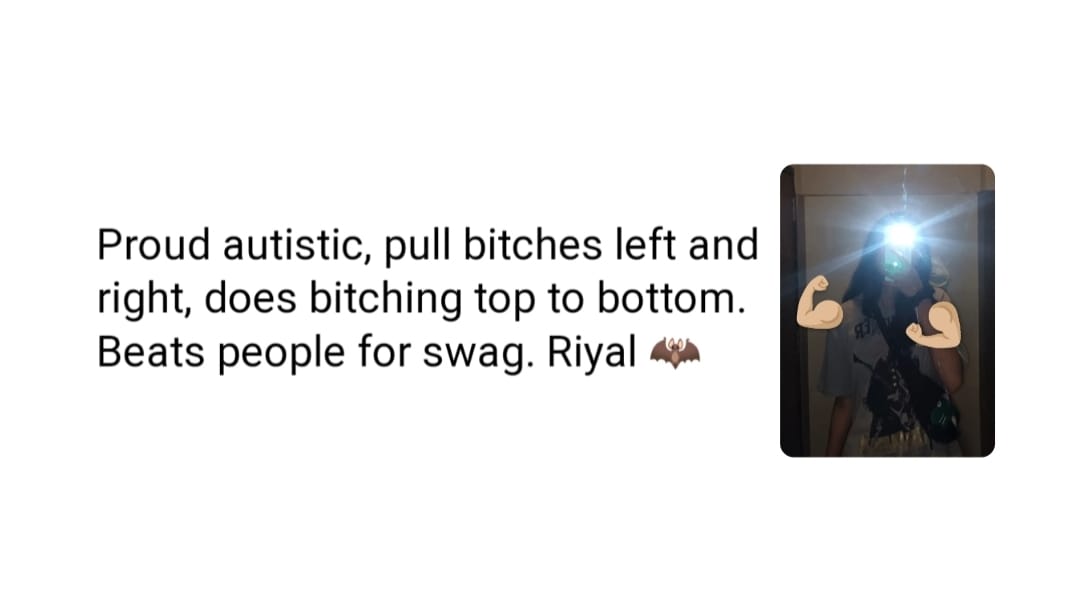 Proud autistic, pull bitches left and
right, does bitching top to bottom.
Beats people for swag. Riyal 🦇